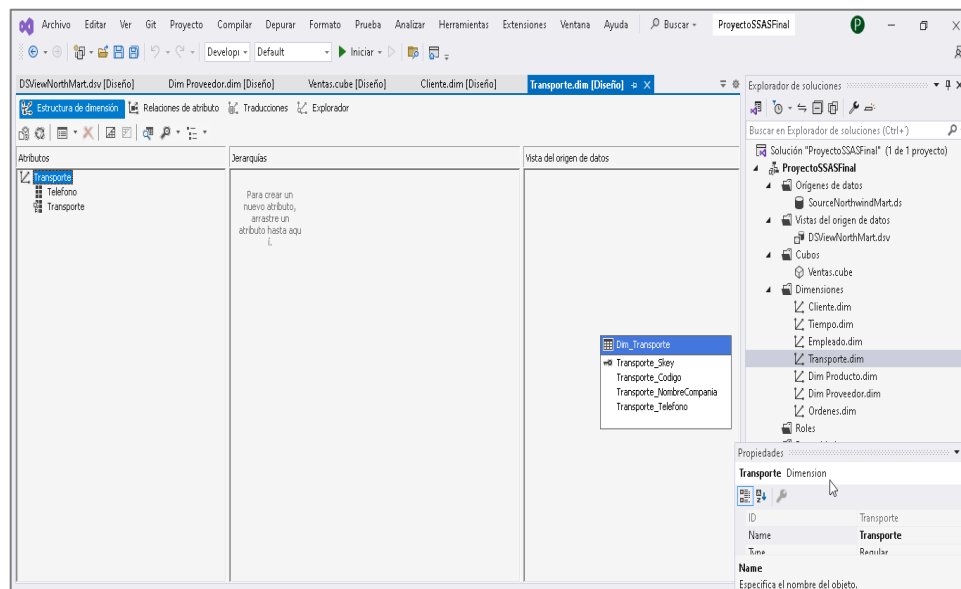 Archivo Editar Ver Git Proyecto Compilar Depurar Formato Prueba Analizar Herramientas Extensiones Ventana Ayuda Buscar ProyectoSSASFinal P
Developi Default Iniciar
DSViewNorthMart.dsv [Diseño] Dim Proveedor.dim [Diseño] Ventas.cube [Diseño] Cliente.dim [Diseño] Transporte.dim [Diseño]
Estructura de dimensión Relaciones de atributo Traducciones Explorador
Atributos
Transporte
Telefono
Transporte
Jerarquías
Para crear un
nuevo atributo,
arrastre un
atributo hasta aqu
í.
Vista del origen de datos
Dim_Transporte
Transporte_Skey
Transporte_Codigo
Transporte_NombreCompania
Transporte_Telefono
Explorador de soluciones
Buscar en Explorador de soluciones (Ctrl+´)
Solución "ProyectoSSASFinal" (1 de 1 proyecto)
ProyectoSSASFinal
Orígenes de datos
SourceNorthwindMart.ds
Vistas del origen de datos
DSViewNorthMart.dsv
Cubos
Ventas.cube
Dimensiones
Cliente.dim
Tiempo.dim
Empleado.dim
Transporte.dim
Dim Producto.dim
Dim Proveedor.dim
Ordenes.dim
Roles
Propiedades
Transporte Dimension
ID Transporte
Name Transporte
Type Regular
Name
Especifica el nombre del objeto.